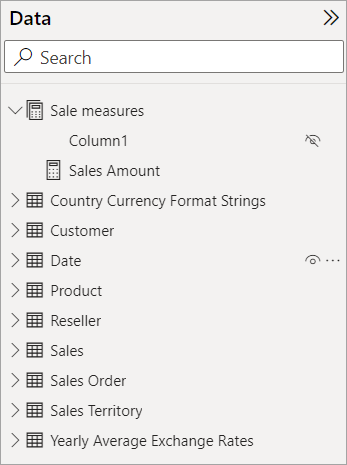 Data
Search
Sale measures
Column1
Sales Amount
Country Currency Format Strings
Customer
Date
Product
Reseller
Sales
Sales Order
Sales Territory
Yearly Average Exchange Rates